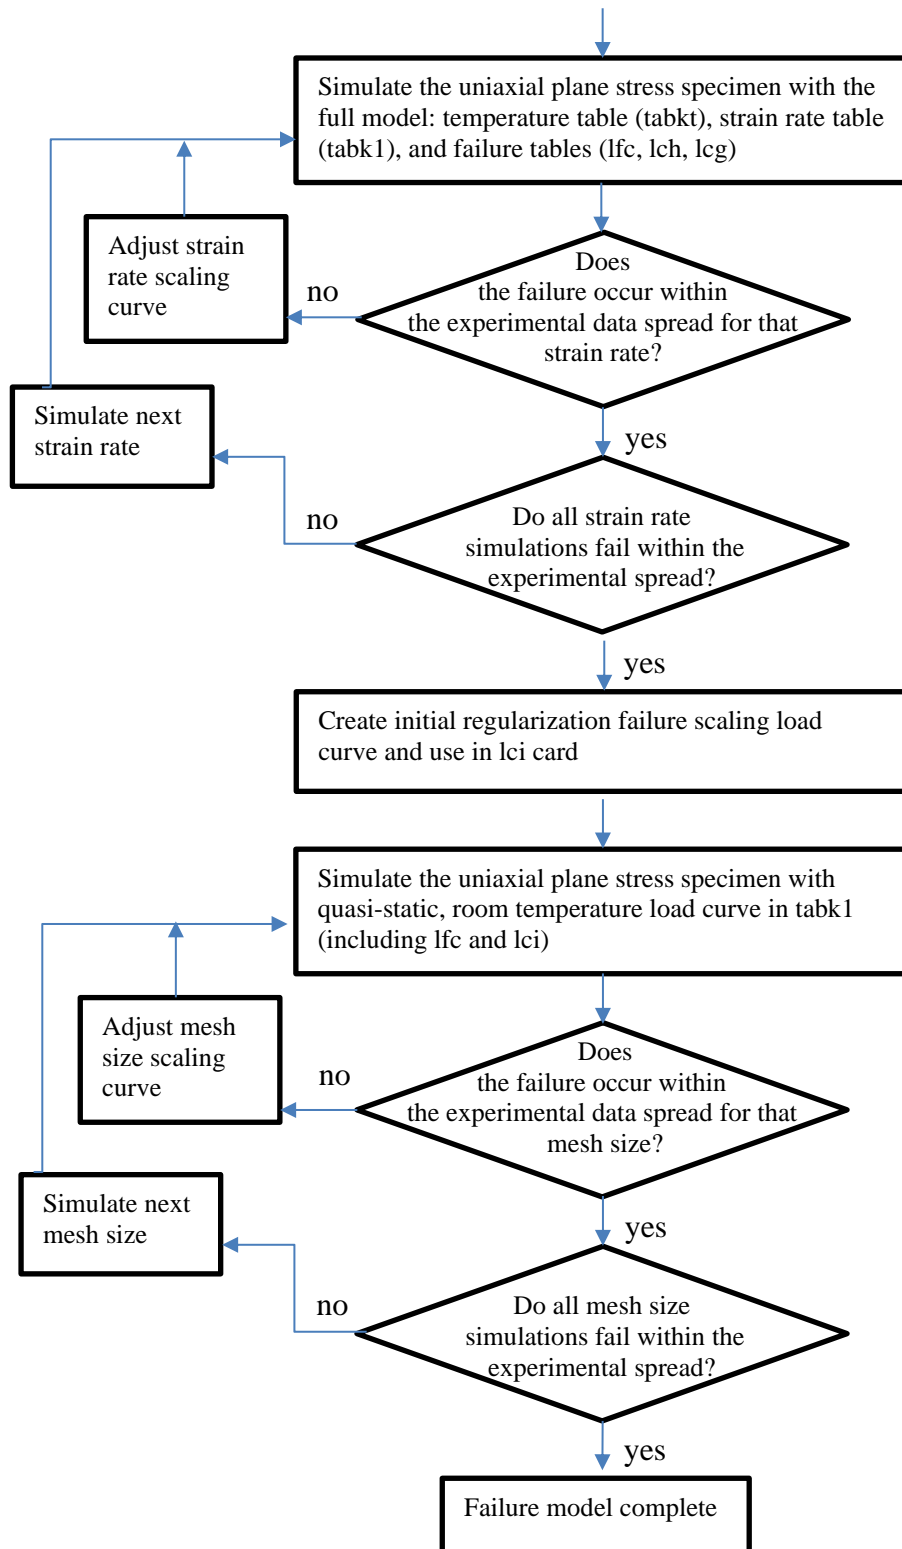 Simulate the uniaxial plane stress specimen with the
full model: temperature table (tabkt), strain rate table
(tabk1), and failure tables (lfc, lch, lcg)
Adjust strain
rate scaling
curve
no
Does
the failure occur within
the experimental data spread for that
strain rate?
yes
Simulate next
strain rate
no
Do all strain rate
simulations fail within the
experimental spread?
yes
Create initial regularization failure scaling load
curve and use in lci card
Simulate the uniaxial plane stress specimen with
quasi-static, room temperature load curve in tabk1
(including lfc and lci)
Adjust mesh
size scaling
curve
no
Does
the failure occur within
the experimental data spread for that
mesh size?
yes
Simulate next
mesh size
no
Do all mesh size
simulations fail within the
experimental spread?
yes
Failure model complete